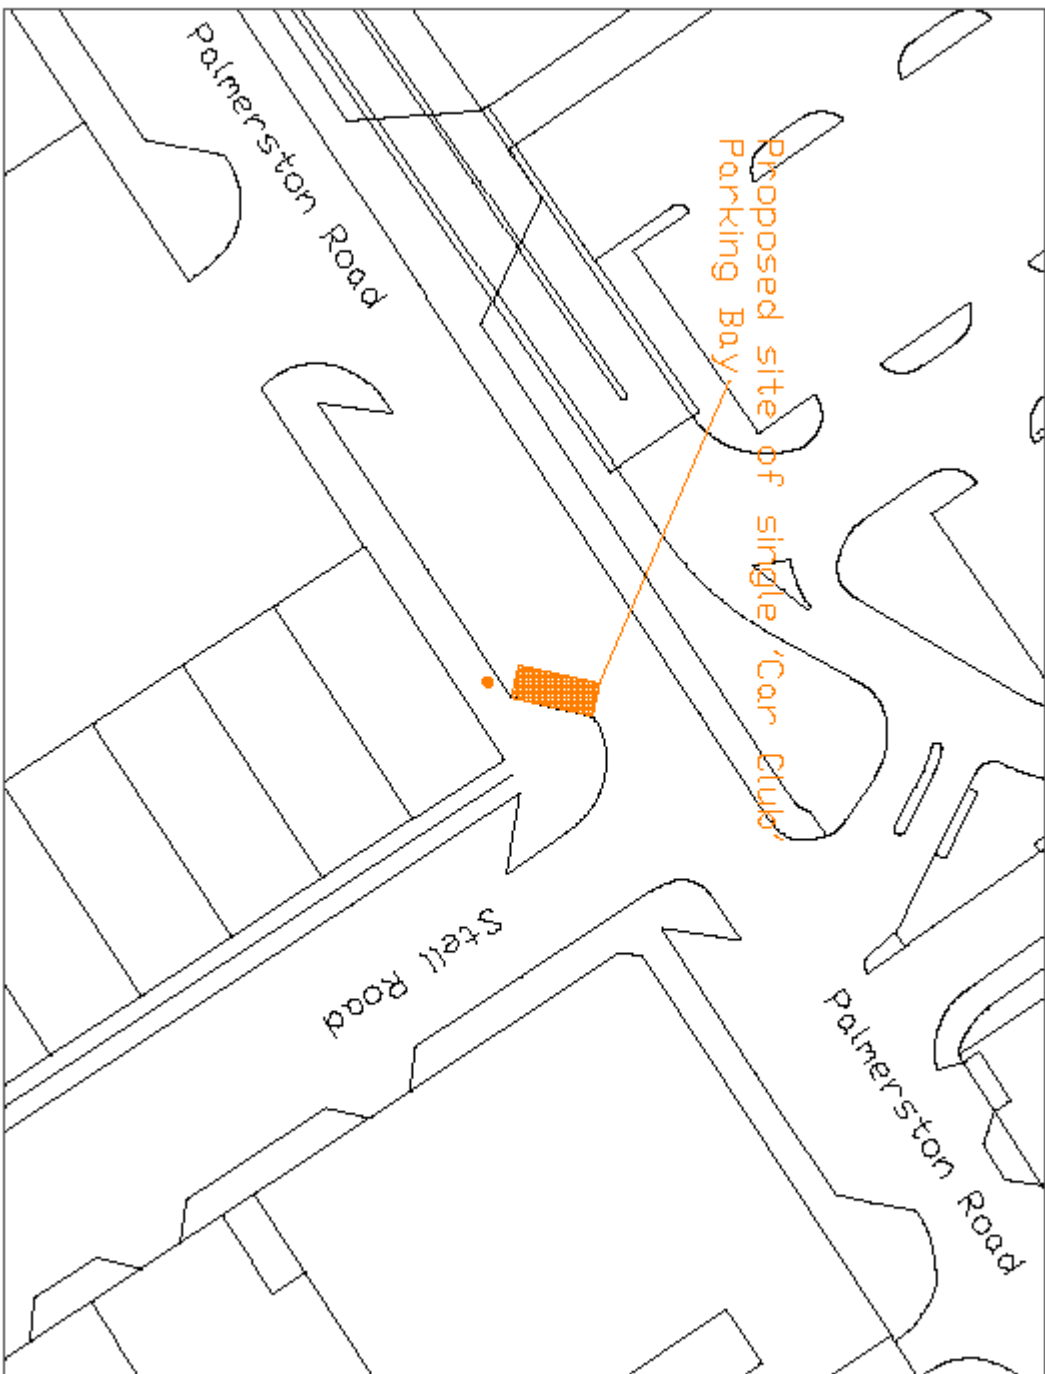 Palmerston Road
Proposed site of single 'Car Club'
Parking Bay.
Stell Road
Palmerston Road